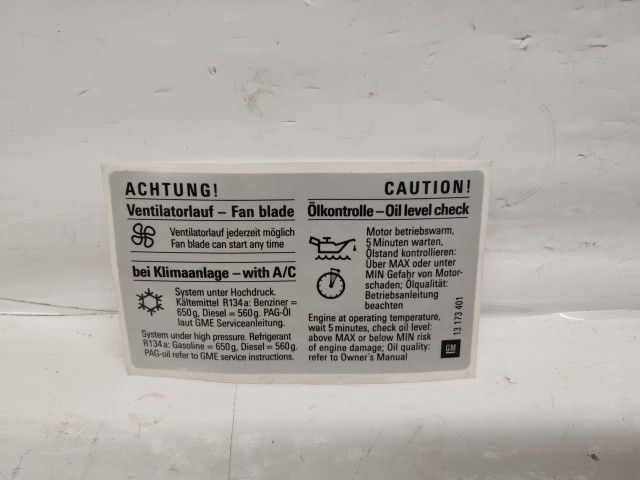 ACHTUNG!
CAUTION!
Ventilatorlauf – Fan blade
Ventilatorlauf jederzeit möglich
Fan blade can start any time
bei Klimaanlage – with A/C
System unter Hochdruck.
Kältemittel R134a: Benziner =
650g, Diesel = 560g. PAG-Öl
laut GME Serviceanleitung.
System under high pressure. Refrigerant
R134a: Gasoline = 650g, Diesel = 560g.
PAG-oil refer to GME service instructions.
Ölkontrolle – Oil level check
Motor betriebswarm,
5 Minuten warten,
Ölstand kontrollieren:
Über MAX oder unter
MIN Gefahr von Motor-
schaden; Ölqualität:
Betriebsanleitung
beachten
Engine at operating temperature,
wait 5 minutes, check oil level:
above MAX or below MIN risk
of engine damage; Oil quality:
refer to Owner's Manual
13 173 401
GM